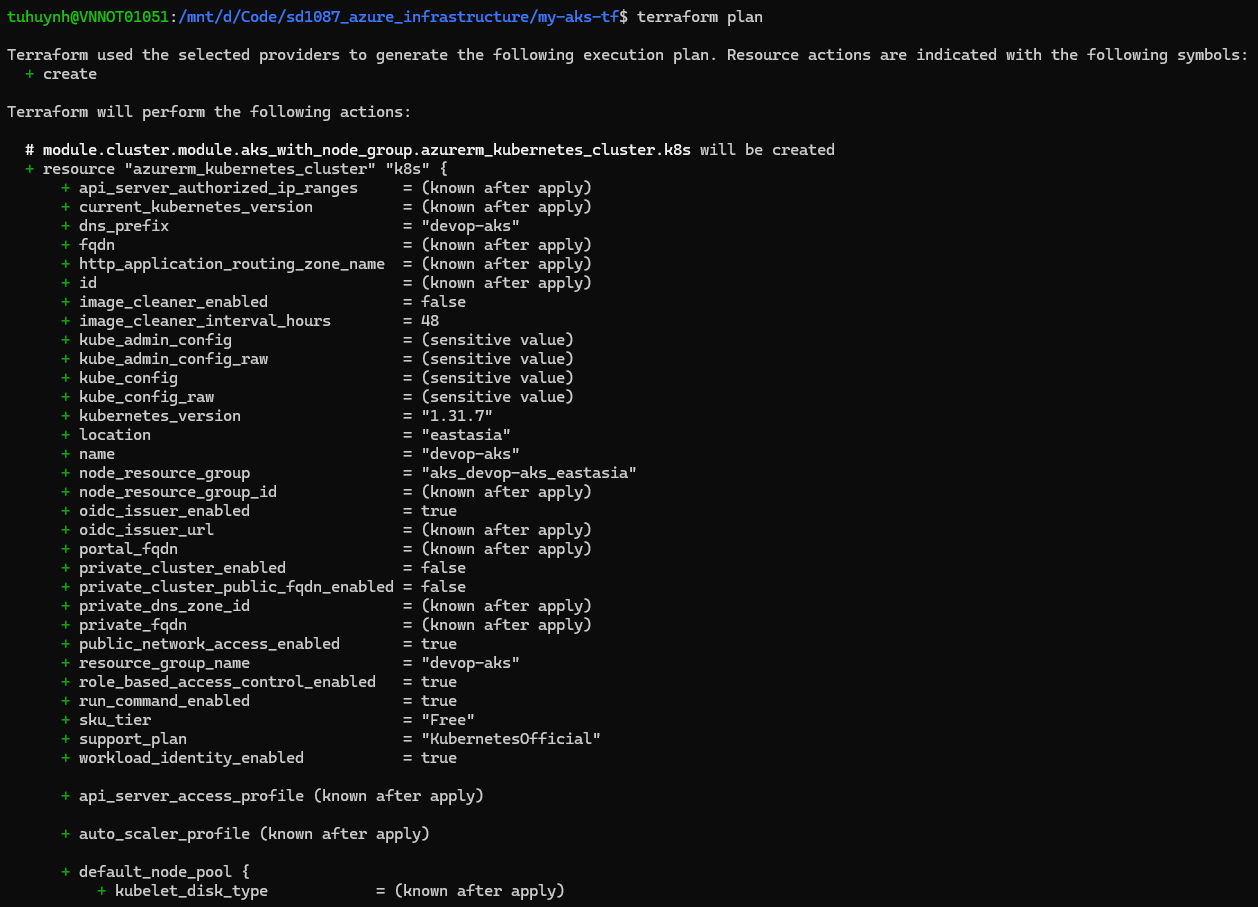 tuhuynh@VNNOT01051:/mnt/d/Code/sd1087_azure_infrastructure/my-aks-tf$ terraform plan
Terraform used the selected providers to generate the following execution plan. Resource actions are indicated with the following symbols:
+ create
Terraform will perform the following actions:
# module.cluster.module.aks_with_node_group.azurerm_kubernetes_cluster.k8s will be created
+ resource "azurerm_kubernetes_cluster" "k8s" {
+ api_server_authorized_ip_ranges = (known after apply)
+ current_kubernetes_version = (known after apply)
+ dns_prefix = "devop-aks"
+ fqdn = (known after apply)
+ http_application_routing_zone_name = (known after apply)
+ id = (known after apply)
+ image_cleaner_enabled = false
+ image_cleaner_interval_hours = 48
+ kube_admin_config = (sensitive value)
+ kube_admin_config_raw = (sensitive value)
+ kube_config = (sensitive value)
+ kube_config_raw = (sensitive value)
+ kubernetes_version = "1.31.7"
+ location = "eastasia"
+ name = "devop-aks"
+ node_resource_group = "aks_devop-aks_eastasia"
+ node_resource_group_id = (known after apply)
+ oidc_issuer_enabled = true
+ oidc_issuer_url = (known after apply)
+ portal_fqdn = (known after apply)
+ private_cluster_enabled = false
+ private_cluster_public_fqdn_enabled = false
+ private_dns_zone_id = (known after apply)
+ private_fqdn = (known after apply)
+ public_network_access_enabled = true
+ resource_group_name = "devop-aks"
+ role_based_access_control_enabled = true
+ run_command_enabled = true
+ sku_tier = "Free"
+ support_plan = "KubernetesOfficial"
+ workload_identity_enabled = true
+ api_server_access_profile (known after apply)
+ auto_scaler_profile (known after apply)
+ default_node_pool {
+ kubelet_disk_type = (known after apply)